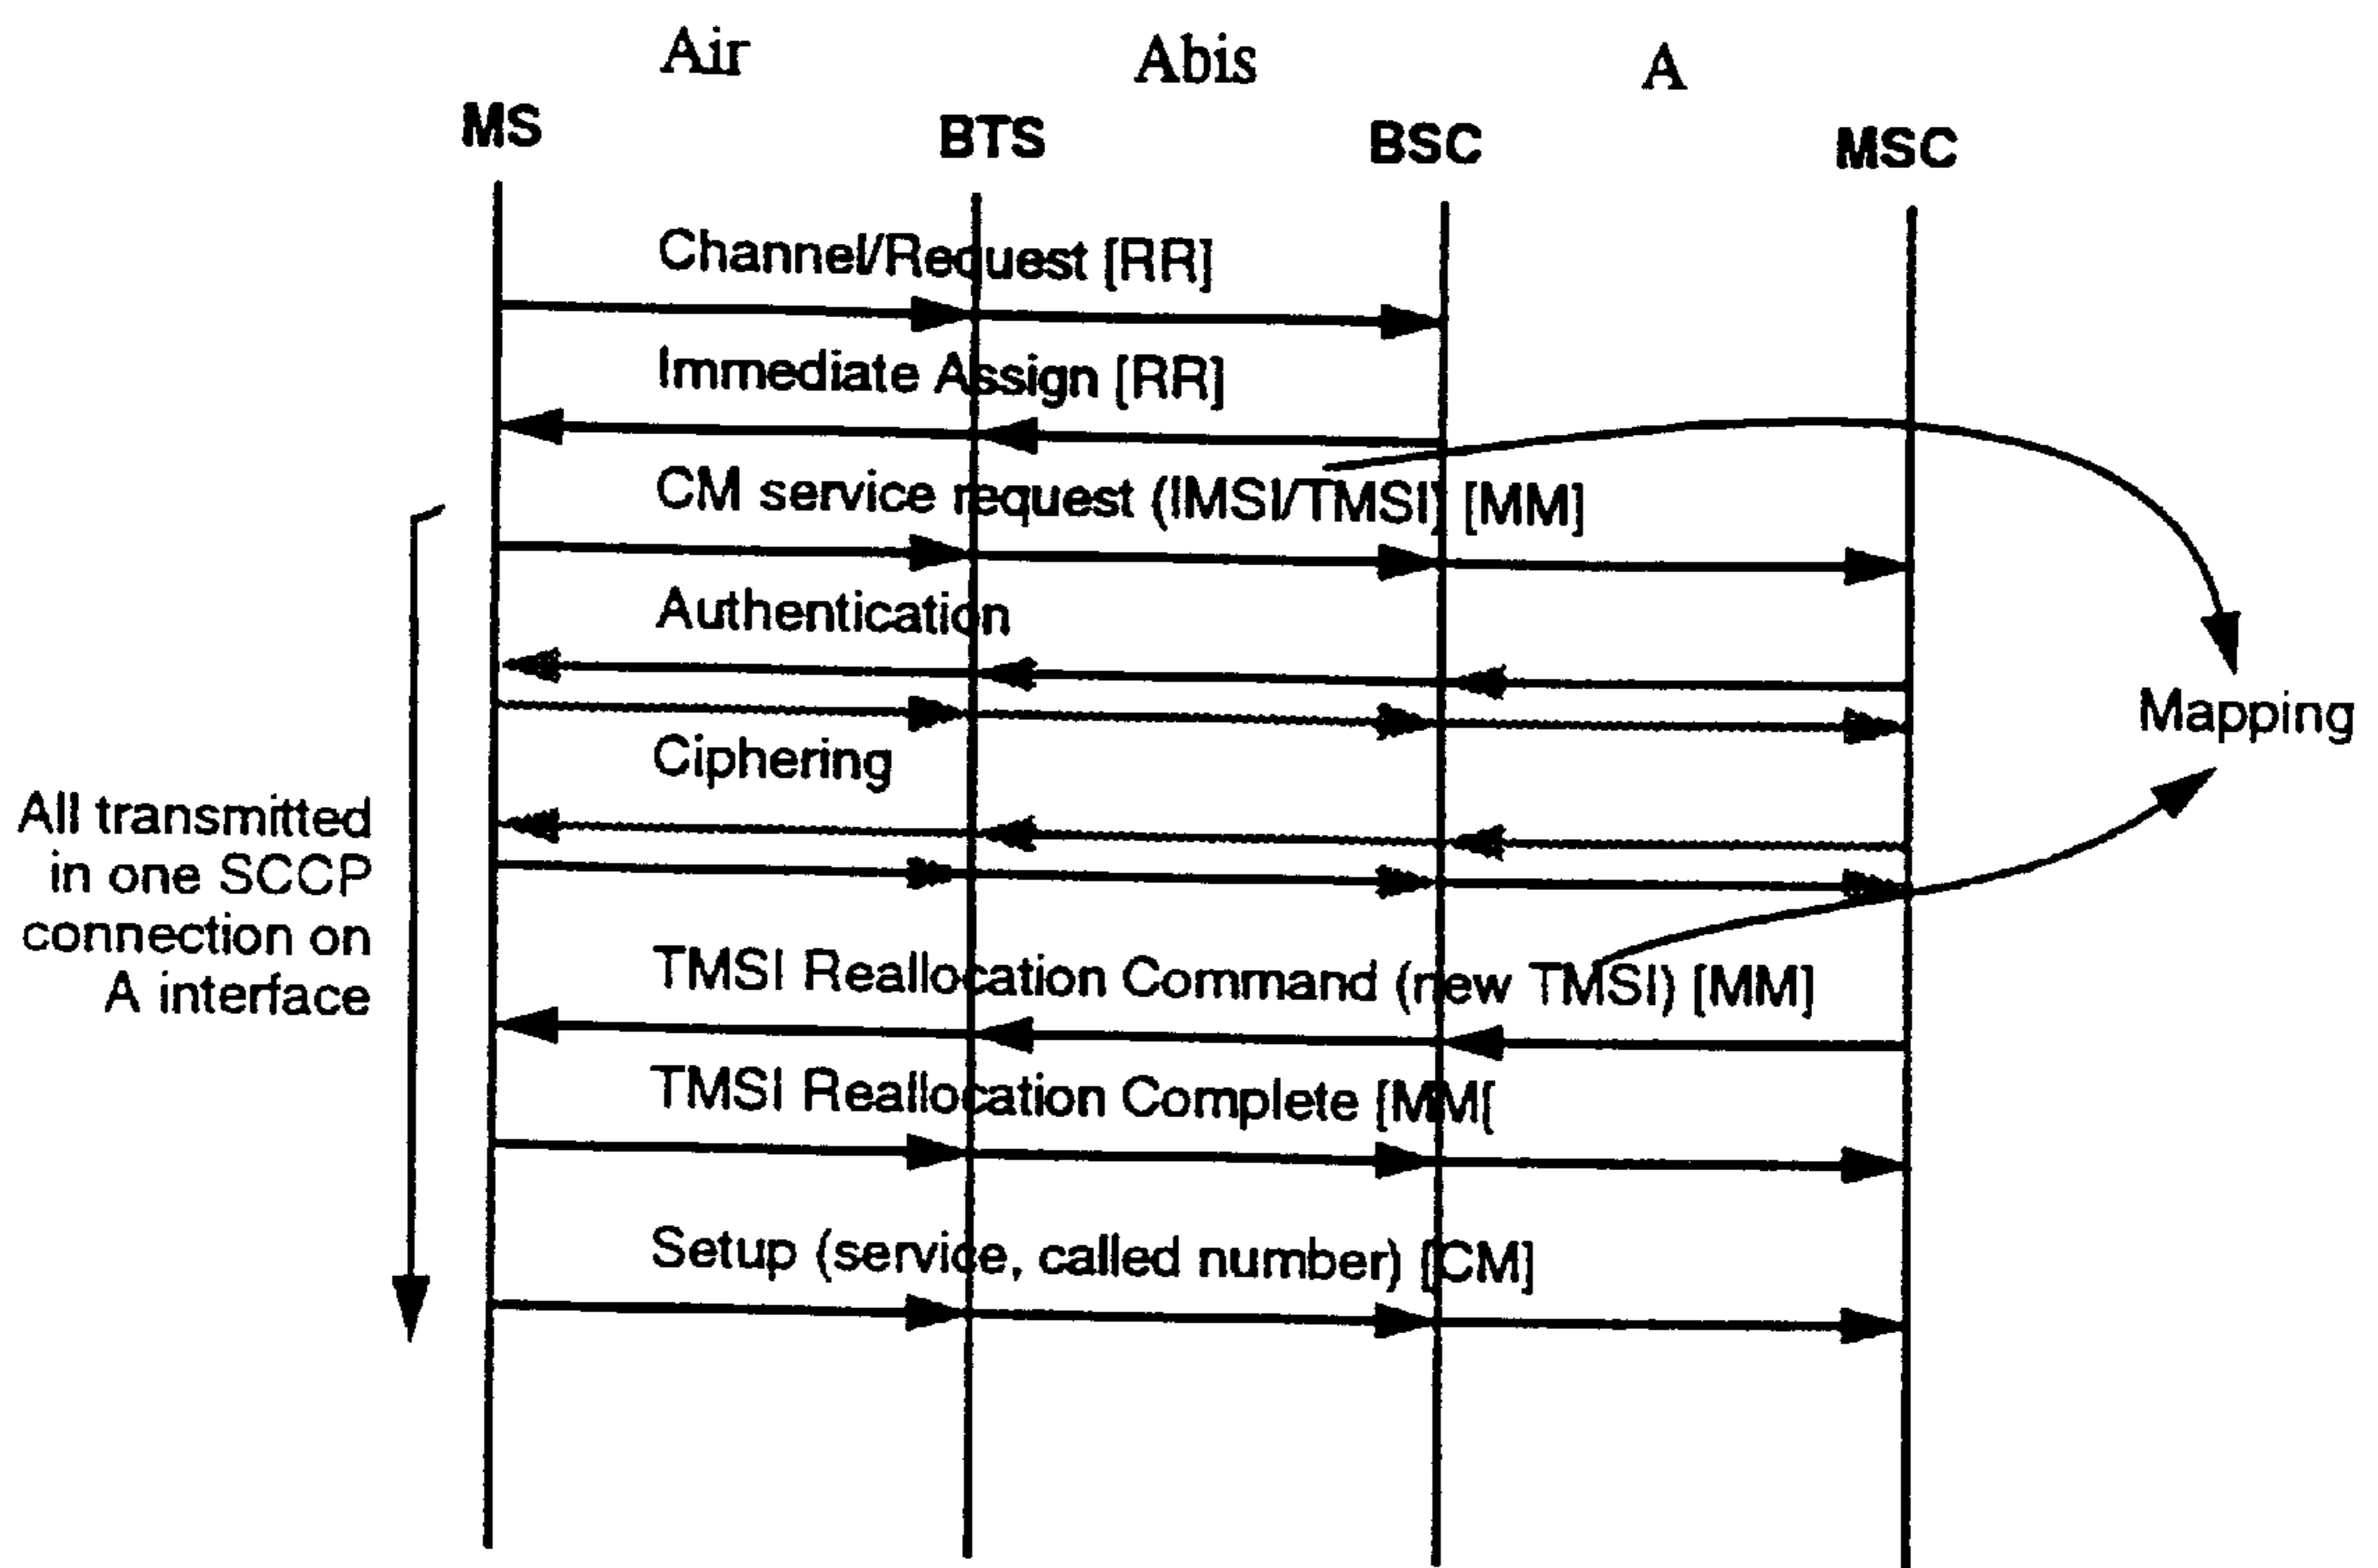 Air Abis A
MS BTS BSC MSC
Channel/Request [RR]
Immediate Assign [RR]
CM service request (IMSI/TMSI) [MM]
Authentication
Ciphering
Mapping
All transmitted
in one SCCP
connection on
A interface
TMSI Reallocation Command (new TMSI) [MM]
TMSI Reallocation Complete [MM[
Setup (service, called number) [CM]